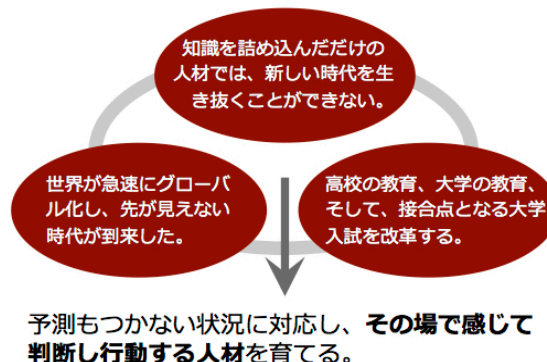 知識を詰め込んだだけの
人材では、新しい時代を生
き抜くことができない。
世界が急速にグローバ
ル化し、先が見えない
時代が到来した。
高校の教育、大学の教育、
そして、接合点となる大学
入試を改革する。
予測もつかない状況に対応し、その場で感じて
判断し行動する人材を育てる。